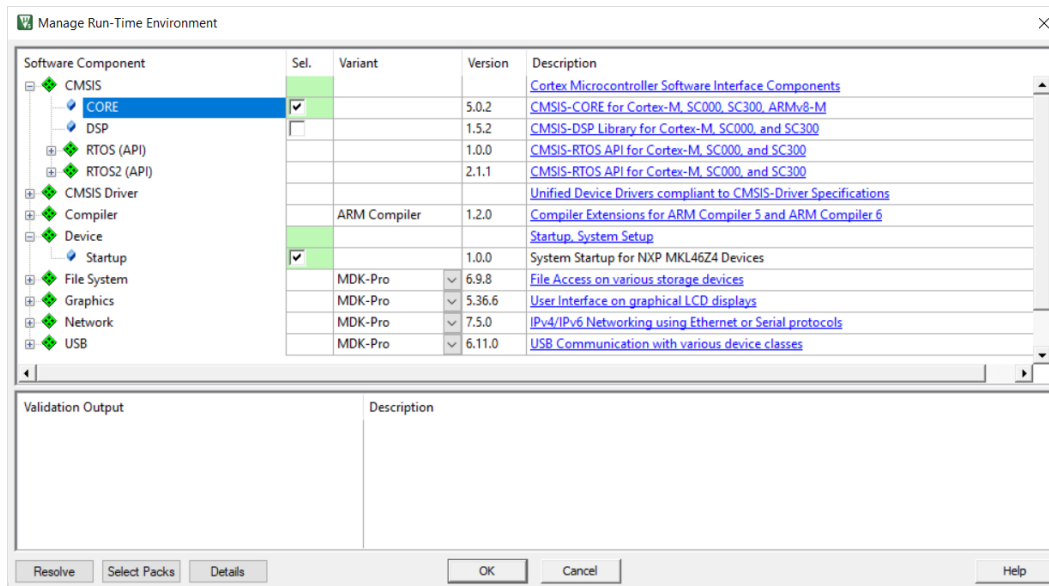 Manage Run-Time Environment
Software Component Sel. Variant Version Description
CMSIS Cortex Microcontroller Software Interface Components
CORE 5.0.2 CMSIS-CORE for Cortex-M, SC000, SC300, ARMv8-M
DSP 1.5.2 CMSIS-DSP Library for Cortex-M, SC000, and SC300
RTOS (API) 1.0.0 CMSIS-RTOS API for Cortex-M, SC000, and SC300
RTOS2 (API) 2.1.1 CMSIS-RTOS API for Cortex-M, SC000, and SC300
CMSIS Driver Unified Device Drivers compliant to CMSIS-Driver Specifications
Compiler ARM Compiler 1.2.0 Compiler Extensions for ARM Compiler 5 and ARM Compiler 6
Device Startup, System Setup
Startup 1.0.0 System Startup for NXP MKL46Z4 Devices
File System MDK-Pro 6.9.8 File Access on various storage devices
Graphics MDK-Pro 5.36.6 User Interface on graphical LCD displays
Network MDK-Pro 7.5.0 IPv4/IPv6 Networking using Ethernet or Serial protocols
USB MDK-Pro 6.11.0 USB Communication with various device classes
Validation Output Description
Resolve Select Packs Details OK Cancel Help